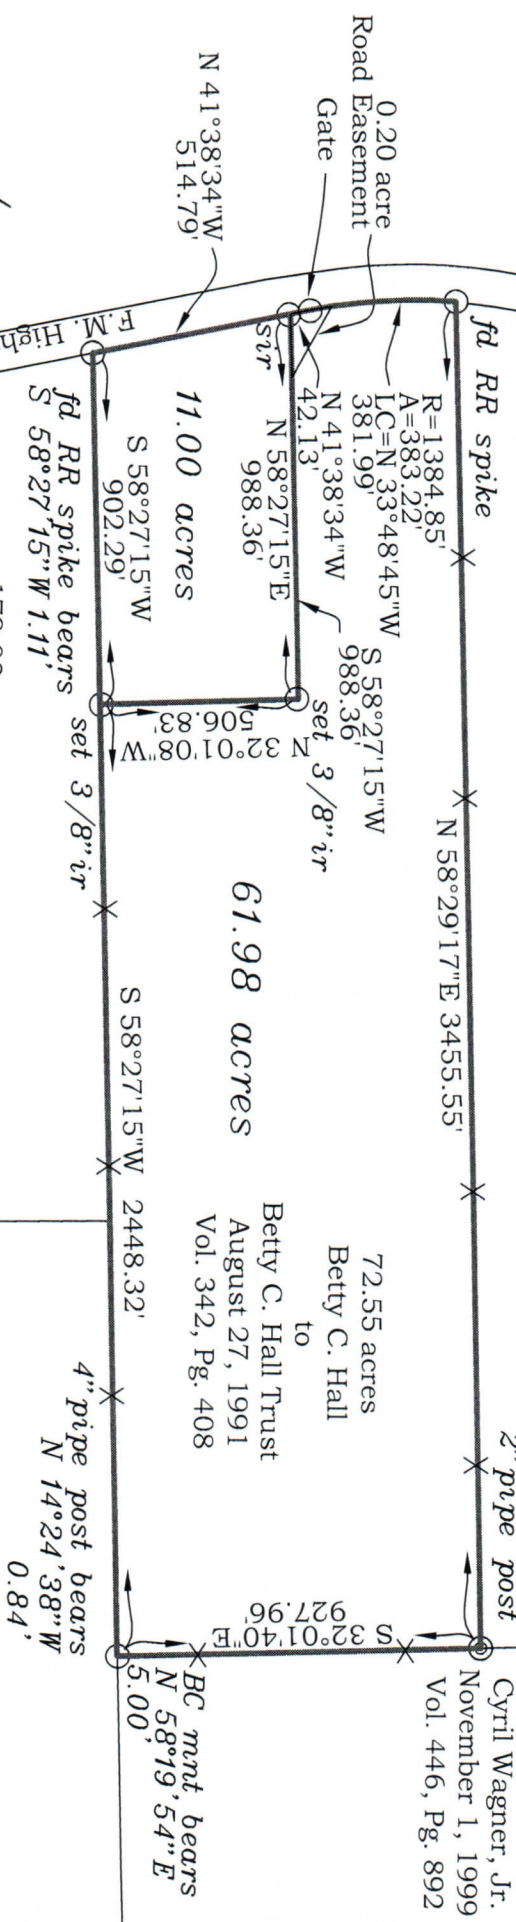 0.20 acre
Road Easement
Gate
N 41°38'34"W
514.79'
F.M. High
fd RR spike
R=1384.85'
A=383.22'
LC=N 33°48'45"W
381.99'
N 41°38'34"W
42.13'
sir
N 58°27'15"E
988.36'
S 58°27'15"W
988.36'
11.00 acres
S 58°27'15"W
902.29'
fd RR spike bears
S 58°27'15"W 1.11'
set 3/8"ir
N 32°01'08"W
506.83'
set 3/8"ir
N 58°29'17"E 3455.55'
61.98 acres
S 58°27'15"W 2448.32'
72.55 acres
Betty C. Hall
to
Betty C. Hall Trust
August 27, 1991
Vol. 342, Pg. 408
4" pipe post bears
N 14°24'38"W
0.84'
S 32°01'40"E
927.96'
BC mnt bears
N 58°19'54"E
5.00'
2" pipe post
Cyril Wagner, Jr.
November 1, 1999
Vol. 446, Pg. 892